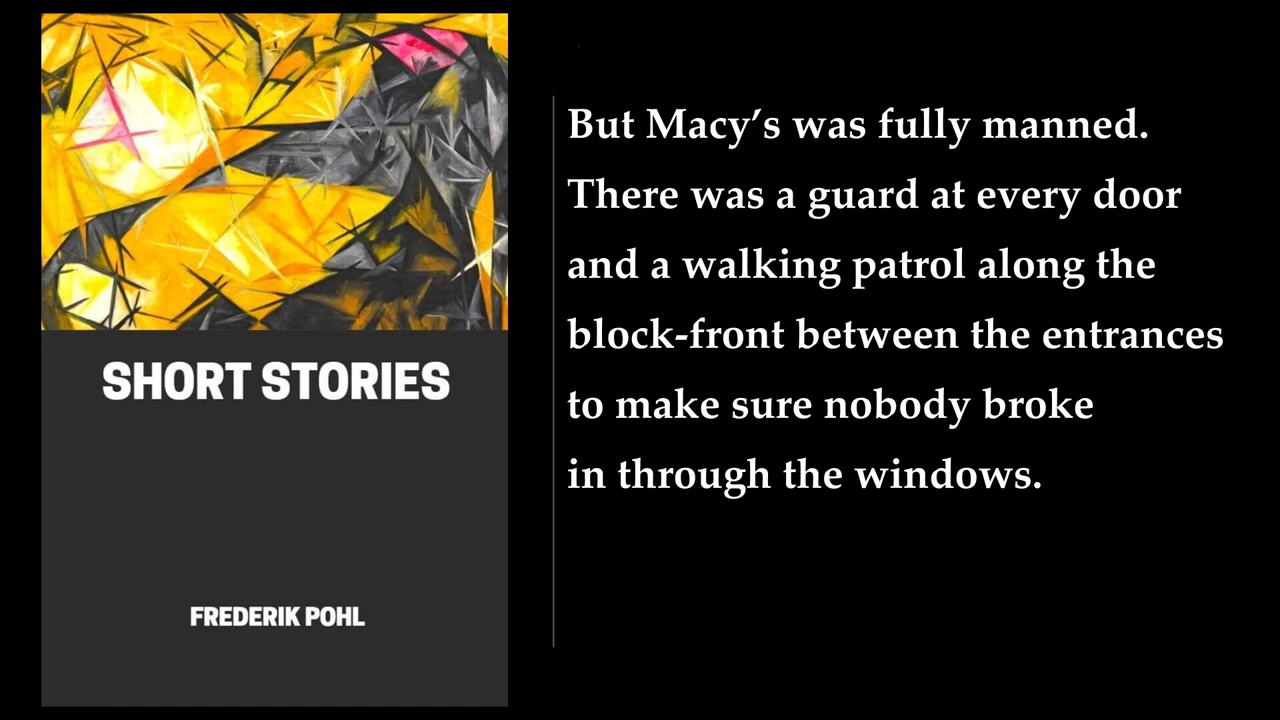 SHORT STORIES
FREDERIK POHL
But Macy’s was fully manned.
There was a guard at every door
and a walking patrol along the
block-front between the entrances
to make sure nobody broke
in through the windows.